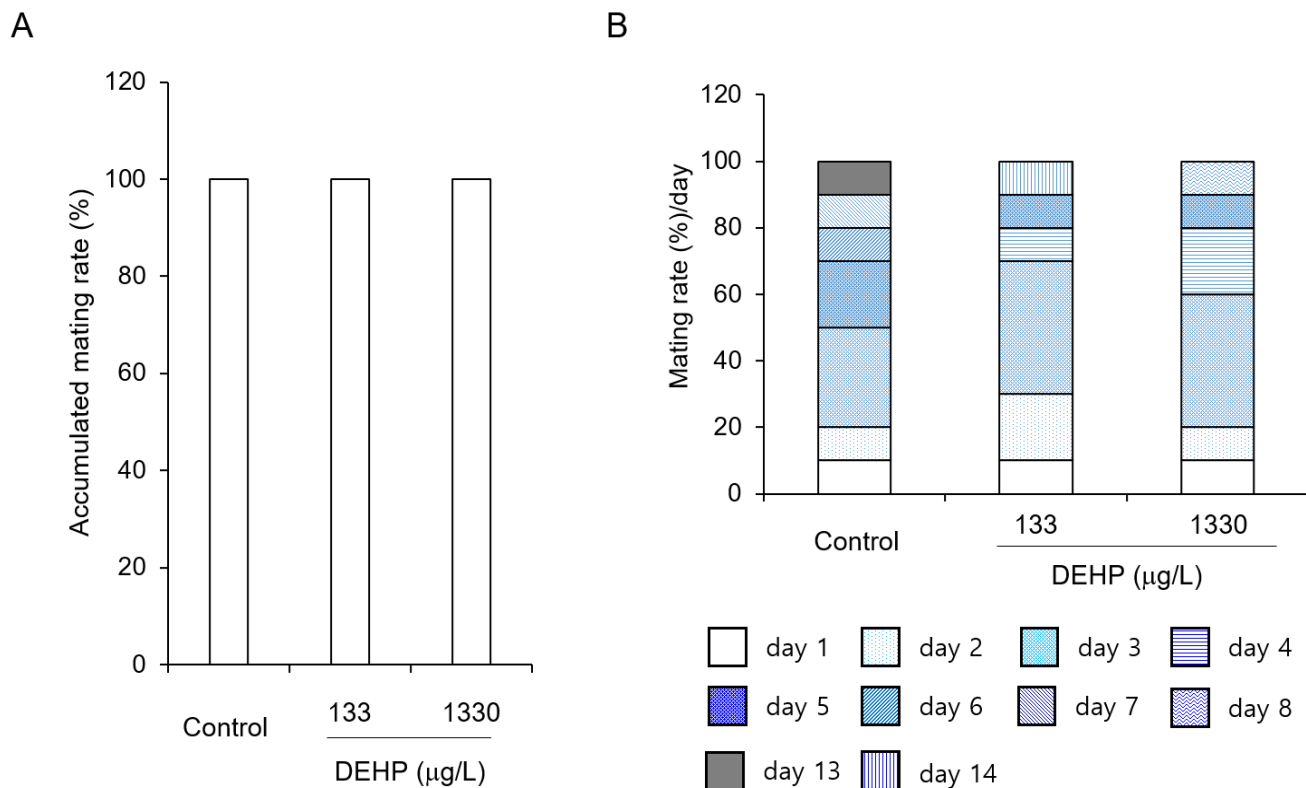 A
Accumulated mating rate (%)
120
100
80
60
40
20
0
Control
133
1330
DEHP (μg/L)
B
Mating rate (%)/day
120
100
80
60
40
20
0
Control
133
1330
DEHP (μg/L)
day 1 day 2 day 3 day 4
day 5 day 6 day 7 day 8
day 13 day 14